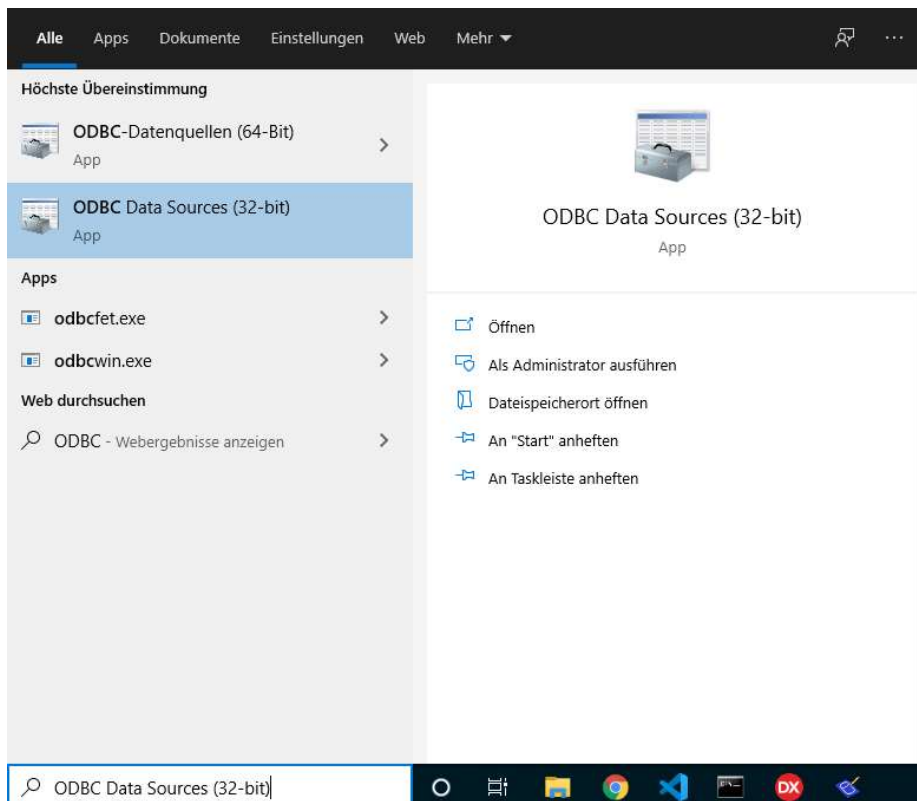 Alle Apps Dokumente Einstellungen Web Mehr
Höchste Übereinstimmung
ODBC-Datenquellen (64-Bit)
App
ODBC Data Sources (32-bit)
App
Apps
odbcfet.exe
odbcwin.exe
Web durchsuchen
ODBC - Webergebnisse anzeigen
ODBC Data Sources (32-bit)
App
Öffnen
Als Administrator ausführen
Dateispeicherort öffnen
An "Start" anheften
An Taskleiste anheften
ODBC Data Sources (32-bit)
DX